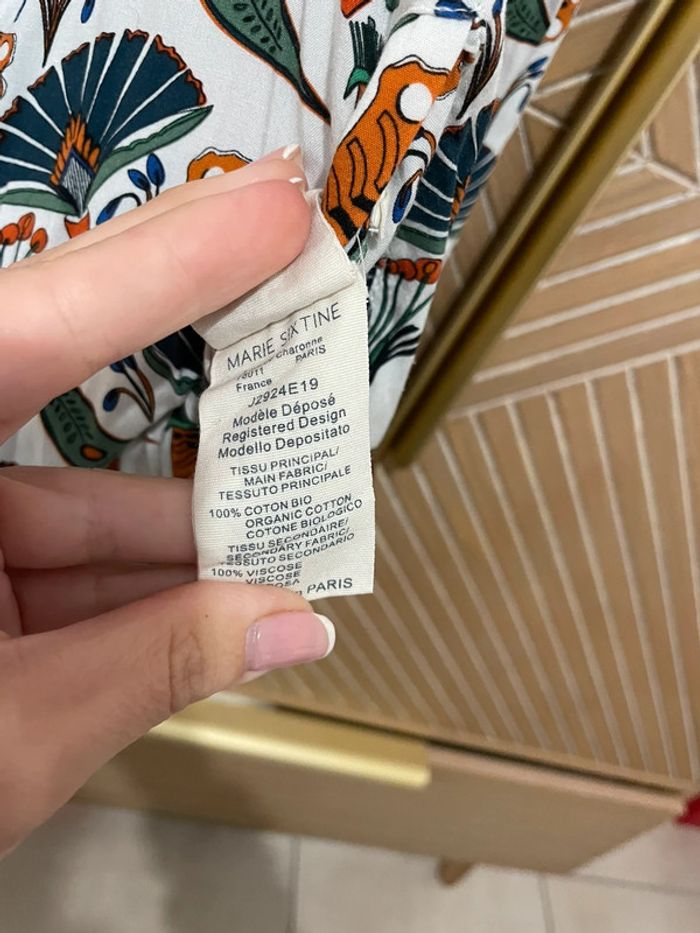 MARIE SIXTINE
Charonne
75011 PARIS
France
J2924E19
Modèle Déposé
Registered Design
Modello Depositato
TISSU PRINCIPAL/
MAIN FABRIC/
TESSUTO PRINCIPALE
100% COTON BIO
ORGANIC COTTON
COTONE BIOLOGICO
TISSU SECONDAIRE/
SECONDARY FABRIC/
TESSUTO SECONDARIO
100% VISCOSE
VISCOSE
PARIS